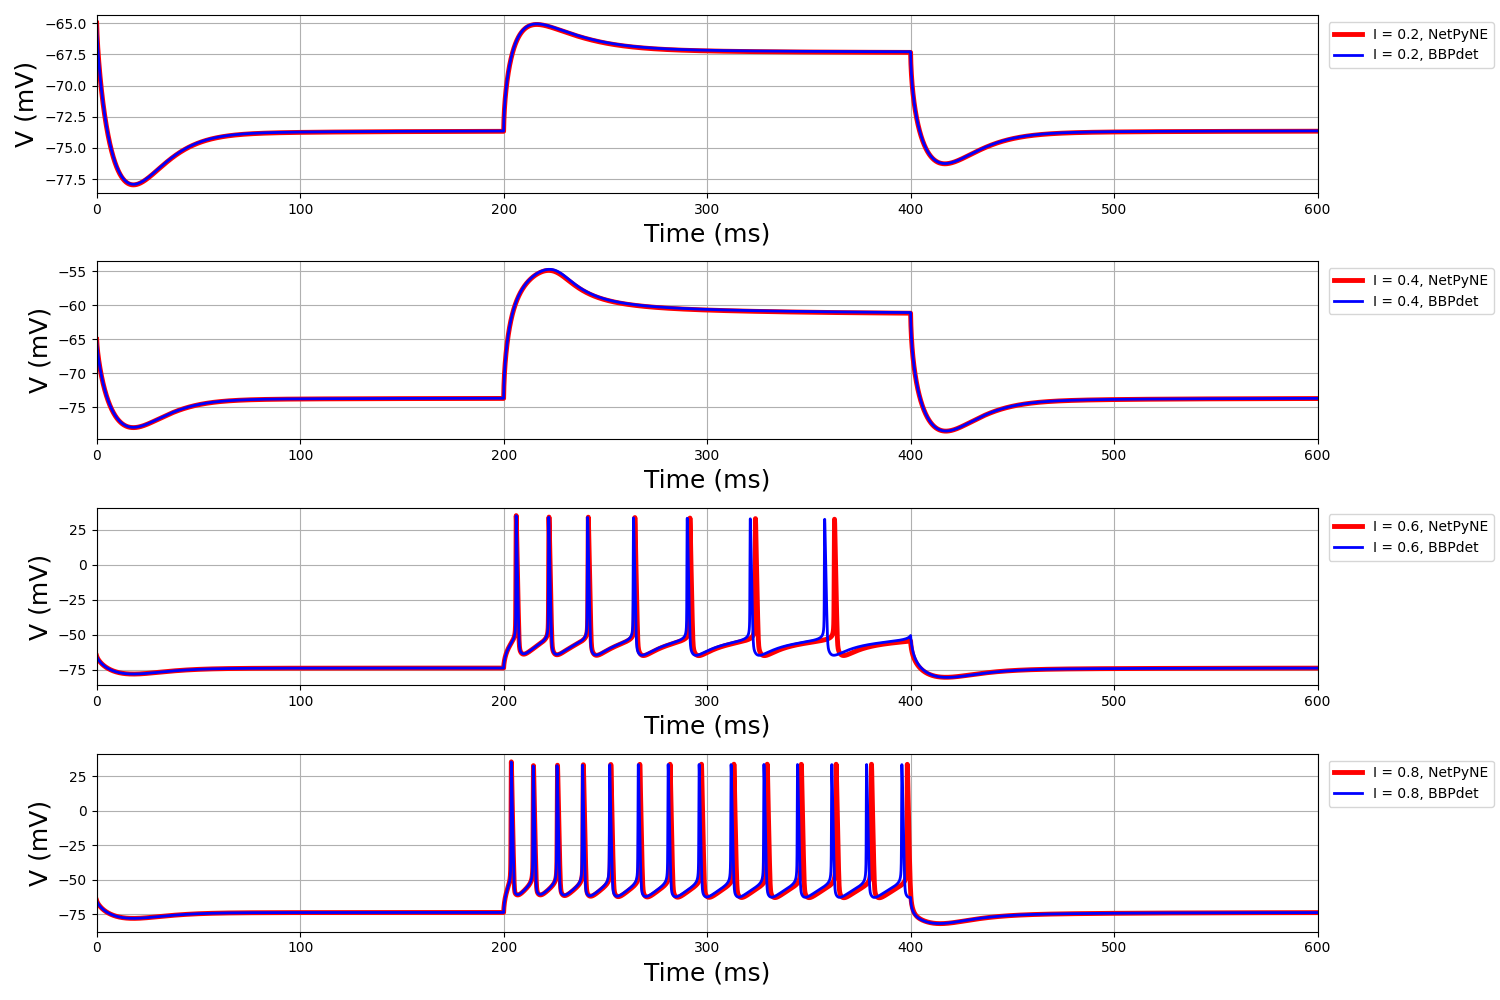 V (mV)
−65.0
−67.5
−70.0
−72.5
−75.0
−77.5
0 100 200 300 400 500 600
Time (ms)
I = 0.2, NetPyNE
I = 0.2, BBPdet
V (mV)
−55
−60
−65
−70
−75
0 100 200 300 400 500 600
Time (ms)
I = 0.4, NetPyNE
I = 0.4, BBPdet
V (mV)
25
0
−25
−50
−75
0 100 200 300 400 500 600
Time (ms)
I = 0.6, NetPyNE
I = 0.6, BBPdet
V (mV)
25
0
−25
−50
−75
0 100 200 300 400 500 600
Time (ms)
I = 0.8, NetPyNE
I = 0.8, BBPdet